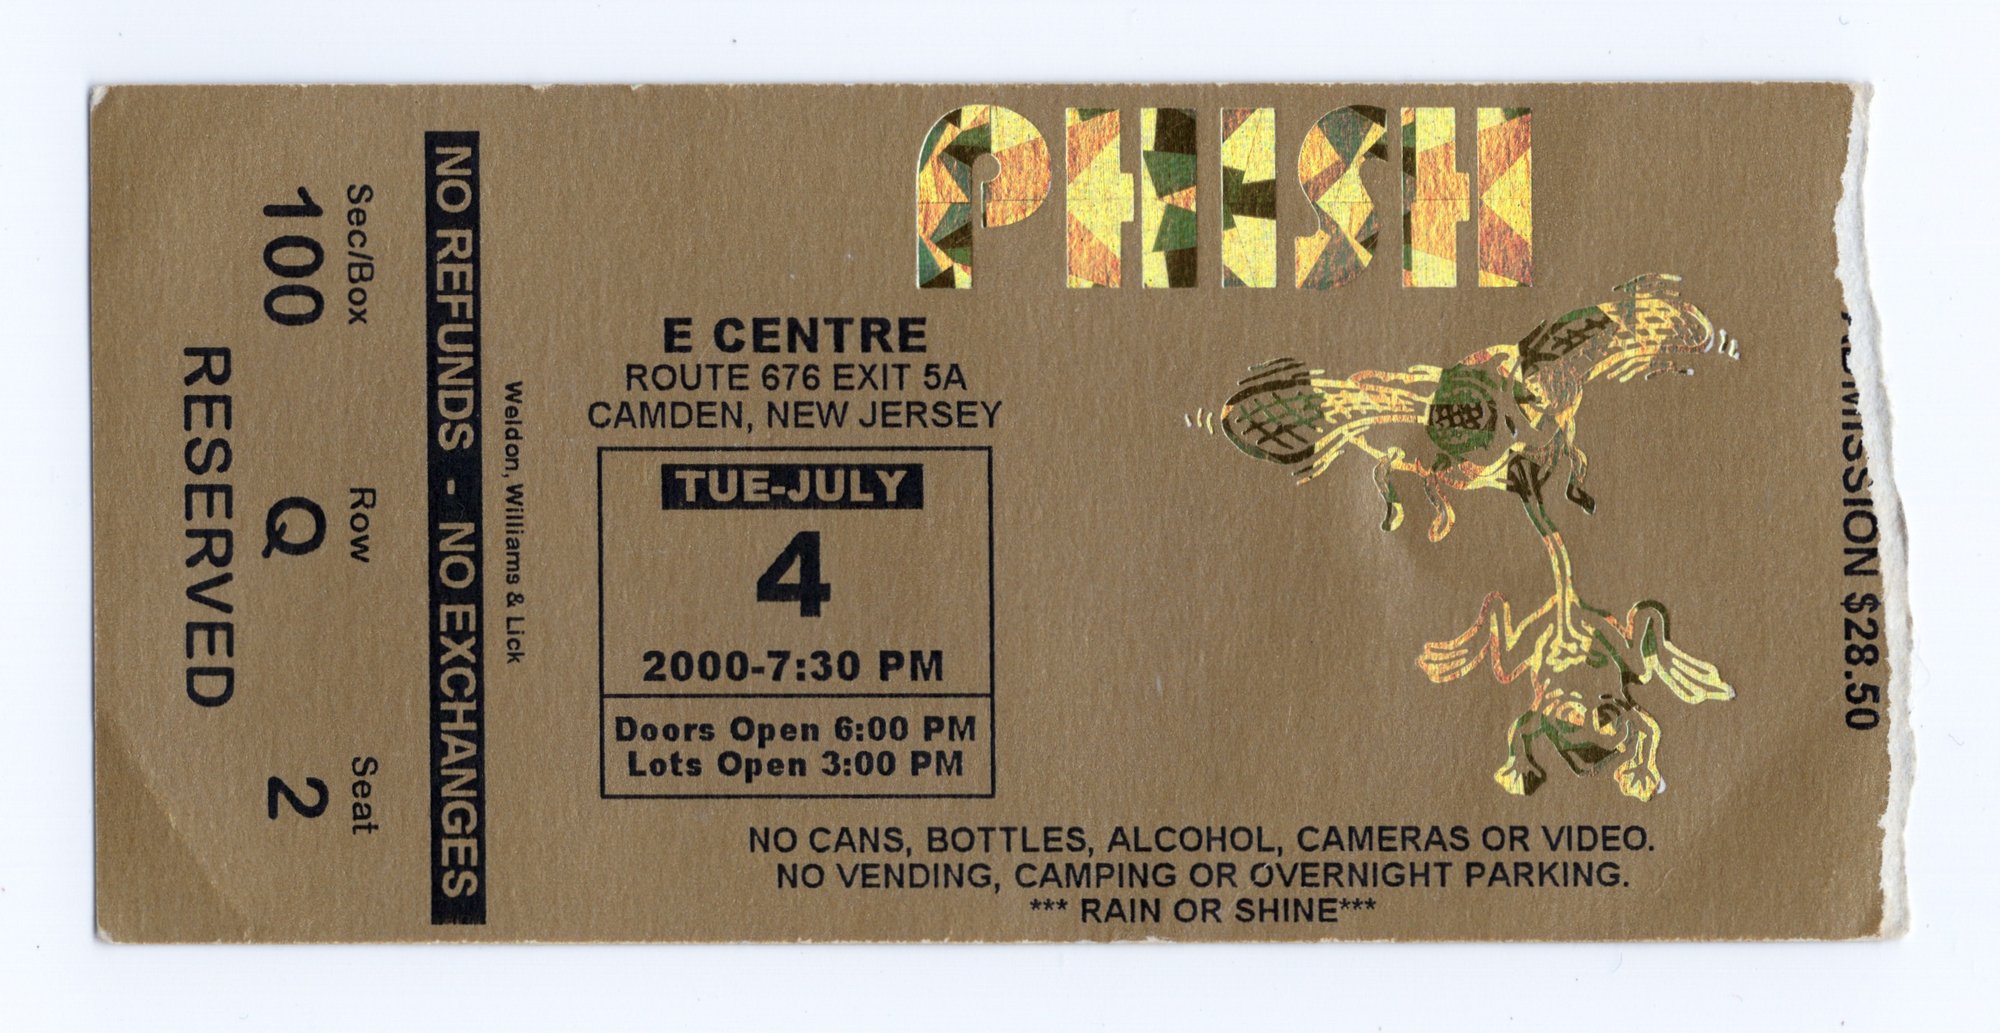 PHISH
E CENTRE
ROUTE 676 EXIT 5A
CAMDEN, NEW JERSEY
TUE-JULY
4
2000-7:30 PM
Doors Open 6:00 PM
Lots Open 3:00 PM
NO CANS, BOTTLES, ALCOHOL, CAMERAS OR VIDEO.
NO VENDING, CAMPING OR OVERNIGHT PARKING.
*** RAIN OR SHINE***
ADMISSION $28.50
Weldon, Williams & Lick
NO REFUNDS - NO EXCHANGES
Sec/Box Row Seat
100 Q 2
RESERVED